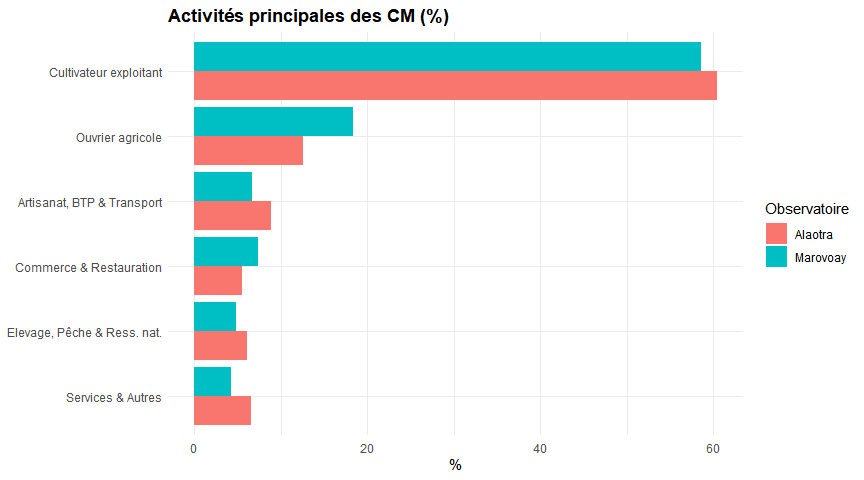 Activités principales des CM (%)
Cultivateur exploitant
Ouvrier agricole
Artisanat, BTP & Transport
Commerce & Restauration
Elevage, Pêche & Ress. nat.
Services & Autres
0 20 40 60
%
Observatoire
Alaotra
Marovoay